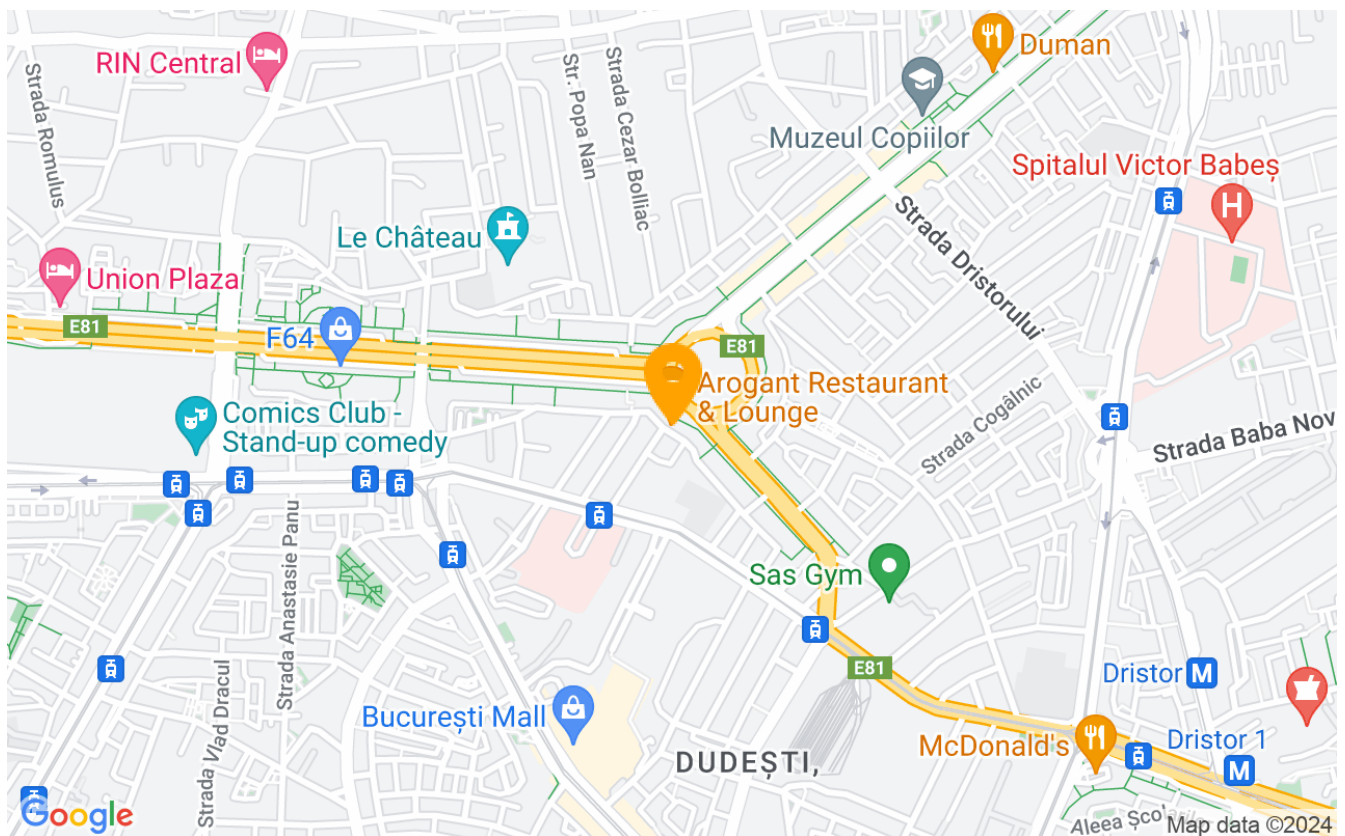 RIN Central
Duman
Strada Romulus
Str. Popa Nan
Strada Cezar Bolliac
Muzeul Copiilor
Spitalul Victor Babeș
H
Le Château
Strada Dristorului
Union Plaza
E81
F64
E81
Arogant Restaurant
& Lounge
Strada Cogâlnic
Comics Club -
Stand-up comedy
Strada Baba Nov
Strada Anastasie Panu
Sas Gym
E81
Strada Vlad Dracul
București Mall
Dristor M
DUDEȘTI,
McDonald's
Dristor 1
M
Google
Aleea Școlarilor
Map data ©2024